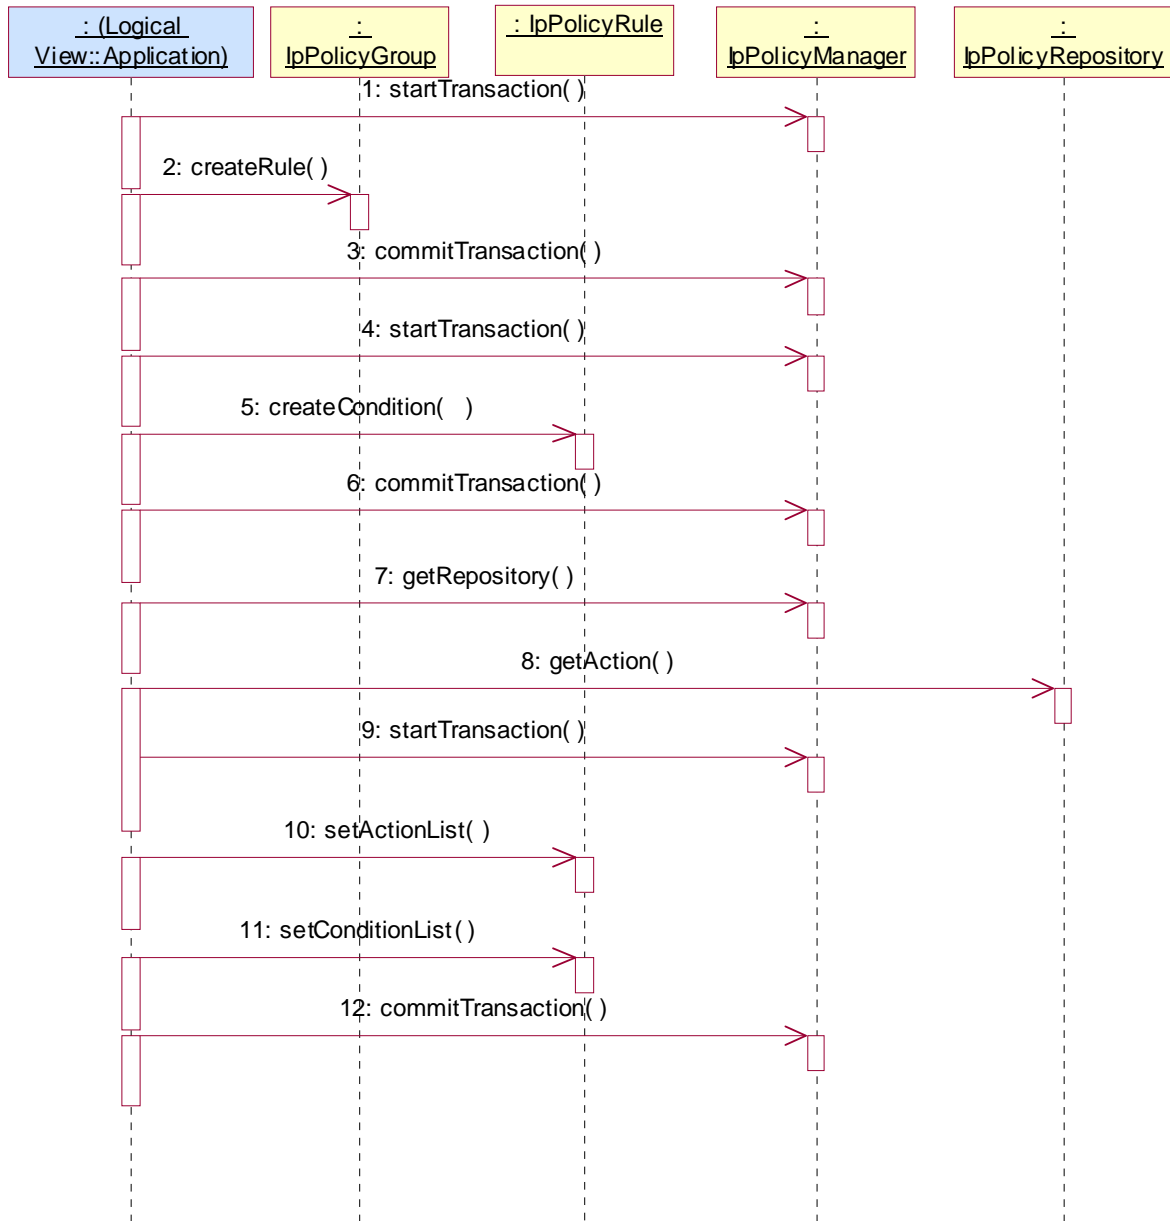 : (Logical
View::Application)
:
IpPolicyGroup
: IpPolicyRule
:
IpPolicyManager
:
IpPolicyRepository
1: startTransaction( )
2: createRule( )
3: commitTransaction( )
4: startTransaction( )
5: createCondition( )
6: commitTransaction( )
7: getRepository( )
8: getAction( )
9: startTransaction( )
10: setActionList( )
11: setConditionList( )
12: commitTransaction( )